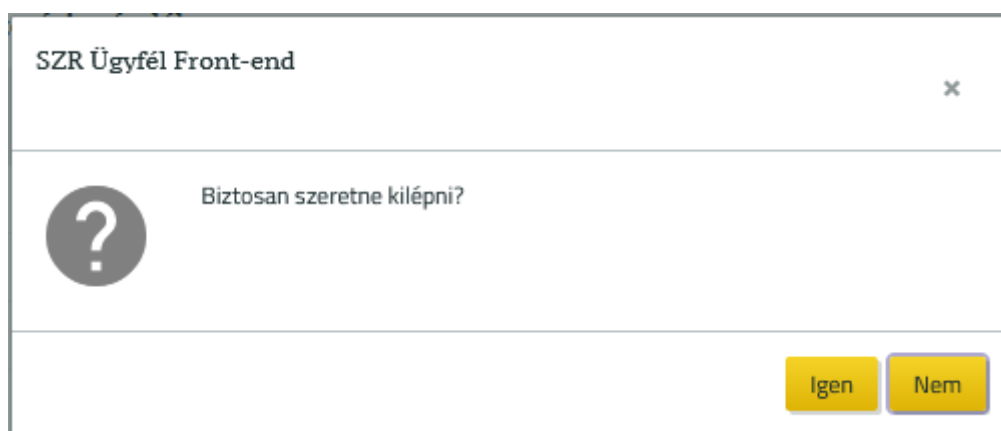 SZR Ügyfél Front-end
×
Biztosan szeretne kilépni?
Igen
Nem